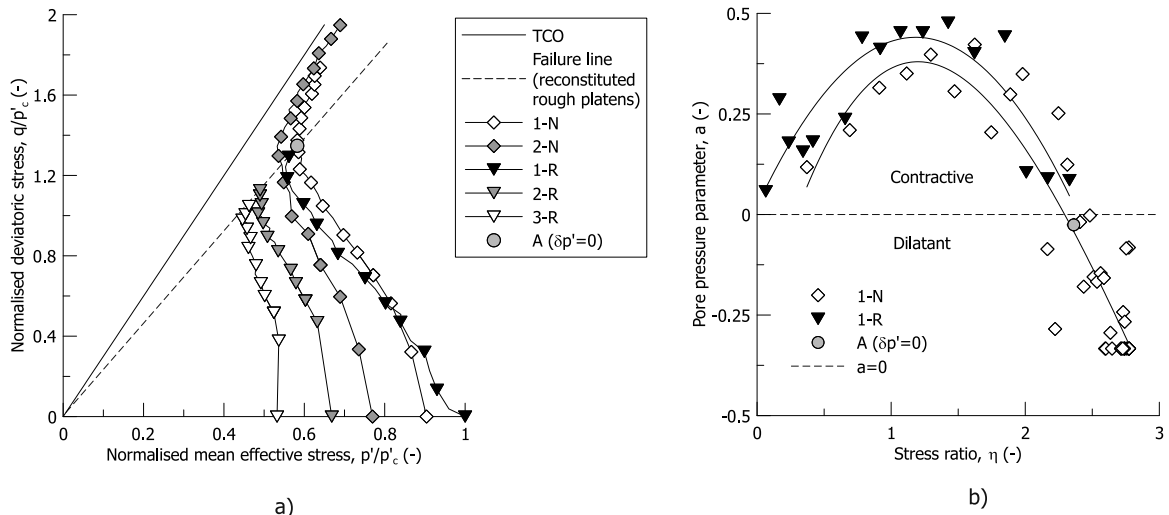 2
1.6
1.2
0.8
0.4
0
0 0.2 0.4 0.6 0.8 1
Normalised deviatoric stress, q/p'c (-)
Normalised mean effective stress, p'/p'c (-)
TCO
Failure line
(reconstituted
rough platens)
1-N
2-N
1-R
2-R
3-R
A (δp'=0)
a)
0.5
0.25
0
-0.25
-0.5
0 1 2 3
Pore pressure parameter, a (-)
Stress ratio, η (-)
Contractive
Dilatant
1-N
1-R
A (δp'=0)
a=0
b)